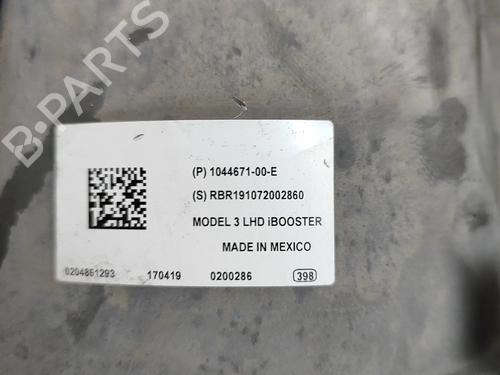 B-PARTS
(P) 1044671-00-E
(S) RBR191072002860
MODEL 3 LHD iBOOSTER
MADE IN MEXICO
0204861293 170419 0200286 398